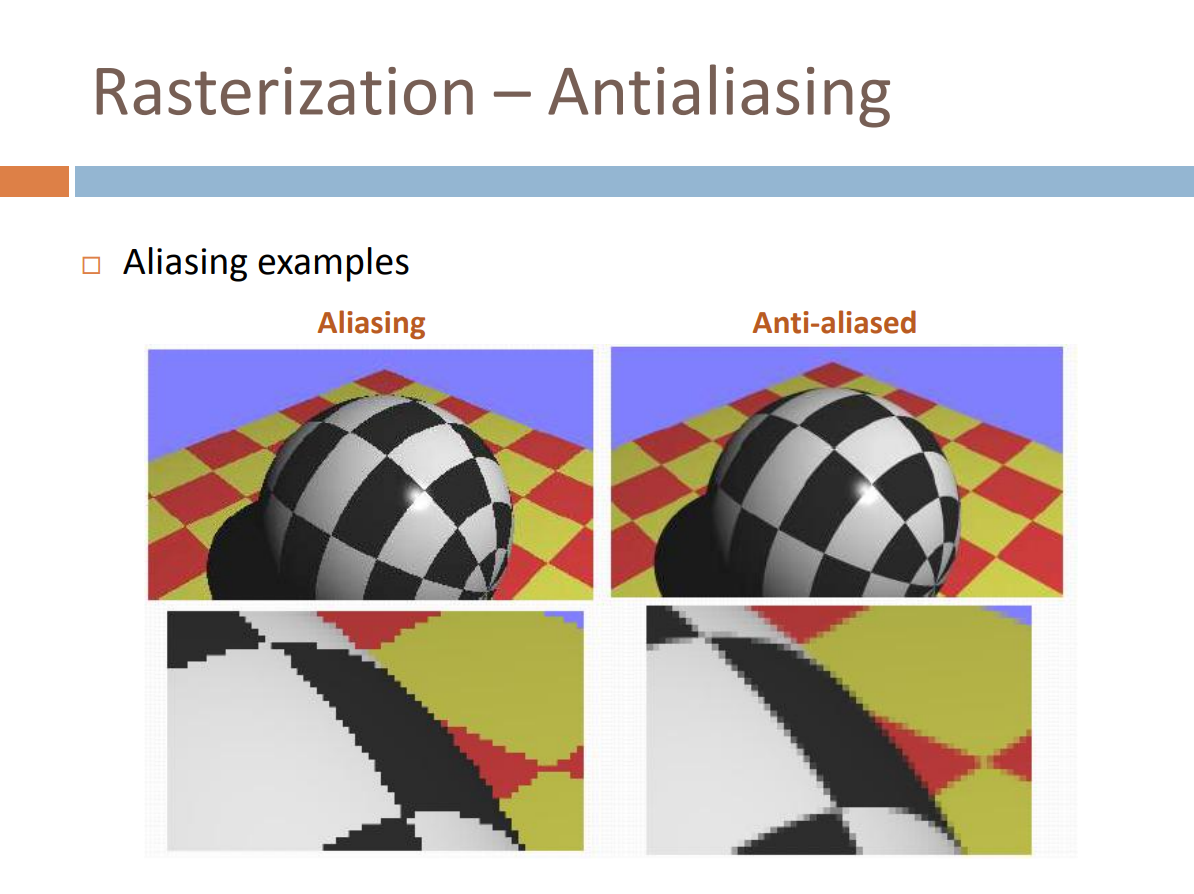 Rasterization – Antialiasing
Aliasing examples
Aliasing
Anti-aliased